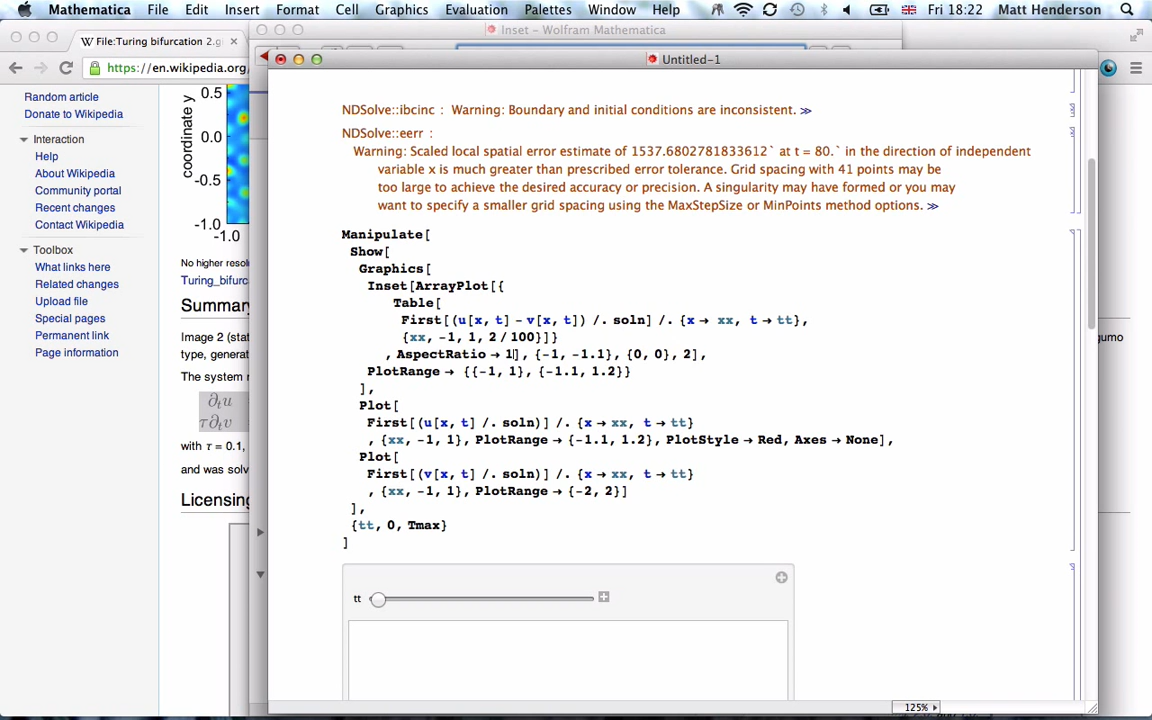 Mathematica File Edit Insert Format Cell Graphics Evaluation Palettes Window Help Fri 18:22 Matt Henderson
File:Turing bifurcation 2.g
Inset - Wolfram Mathematica
Untitled-1
https://en.wikipedia.org/
Random article
Donate to Wikipedia
Interaction
Help
About Wikipedia
Community portal
Recent changes
Contact Wikipedia
Toolbox
What links here
Related changes
Upload file
Special pages
Permanent link
Page information
coordinate y
0.5
0.0
-0.5
-1.0
-1.0
No higher resol
Turing_bifurc
Summar
Image 2 (stat
type, generat
The system r
∂tu
τ∂tv
with τ = 0.1,
and was solv
Licensing
umo
NDSolve::ibcinc : Warning: Boundary and initial conditions are inconsistent. ≫
NDSolve::eerr :
Warning: Scaled local spatial error estimate of 1537.6802781833612` at t = 80.` in the direction of independent
variable x is much greater than prescribed error tolerance. Grid spacing with 41 points may be
too large to achieve the desired accuracy or precision. A singularity may have formed or you may
want to specify a smaller grid spacing using the MaxStepSize or MinPoints method options. ≫
Manipulate[
Show[
Graphics[
Inset[ArrayPlot[{
Table[
First[(u[x, t] - v[x, t]) /. soln] /. {x → xx, t → tt},
{xx, -1, 1, 2 / 100}]}
, AspectRatio → 1], {-1, -1.1}, {0, 0}, 2],
PlotRange → {{-1, 1}, {-1.1, 1.2}}
],
Plot[
First[(u[x, t] /. soln)] /. {x → xx, t → tt}
, {xx, -1, 1}, PlotRange → {-1.1, 1.2}, PlotStyle → Red, Axes → None],
Plot[
First[(v[x, t] /. soln)] /. {x → xx, t → tt}
, {xx, -1, 1}, PlotRange → {-2, 2}]
],
{tt, 0, Tmax}
]
tt
125%